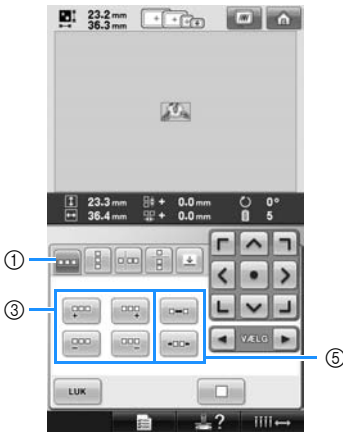 23.2 mm
36.3 mm
23.3 mm + 0.0 mm 0°
36.4 mm + 0.0 mm 5
①
③
VÆLG
⑤
LUK
?